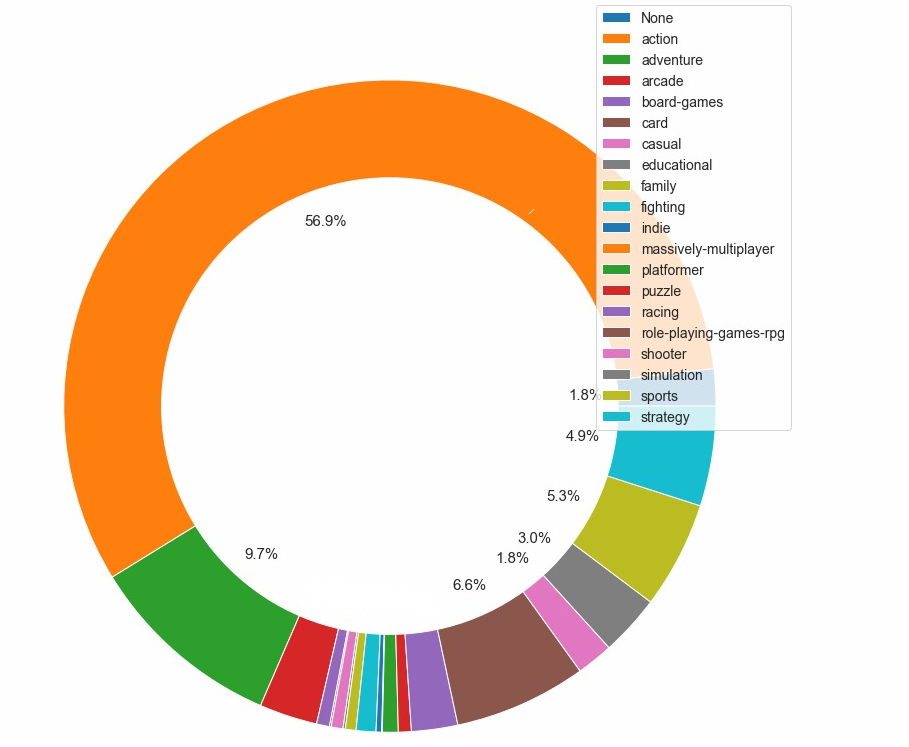 None
action
adventure
arcade
board-games
card
casual
educational
family
fighting
indie
massively-multiplayer
platformer
puzzle
racing
role-playing-games-rpg
shooter
simulation
sports
strategy
56.9%
1.8%
4.9%
5.3%
3.0%
1.8%
6.6%
9.7%